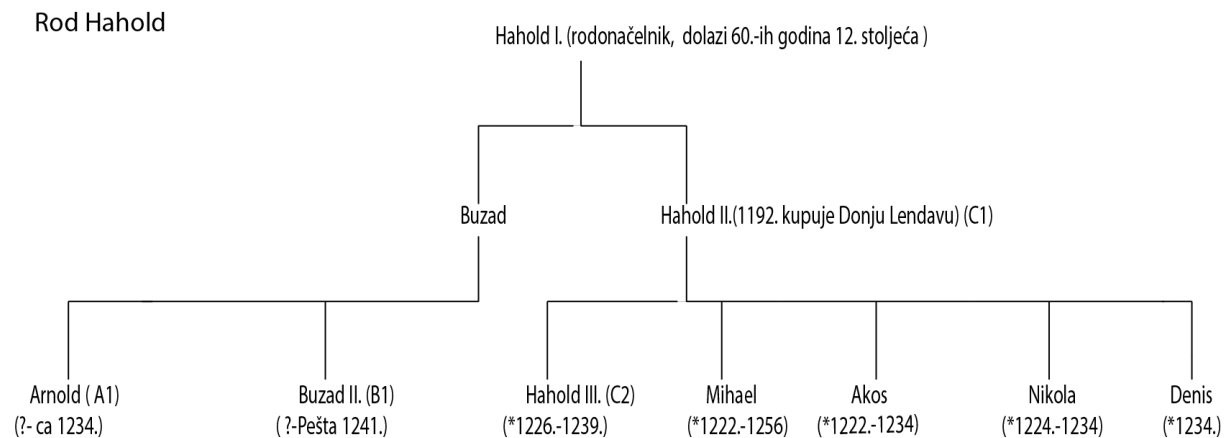 Rod Hahold
Hahold I. (rodonačelnik, dolazi 60.-ih godina 12. stoljeća )
Buzad
Hahold II.(1192. kupuje Donju Lendavu) (C1)
Arnold ( A1)
(?- ca 1234.)
Buzad II. (B1)
( ?-Pešta 1241.)
Hahold III. (C2)
(*1226.-1239.)
Mihael
(*1222.-1256)
Akos
(*1222.-1234)
Nikola
(*1224.-1234)
Denis
(*1234.)